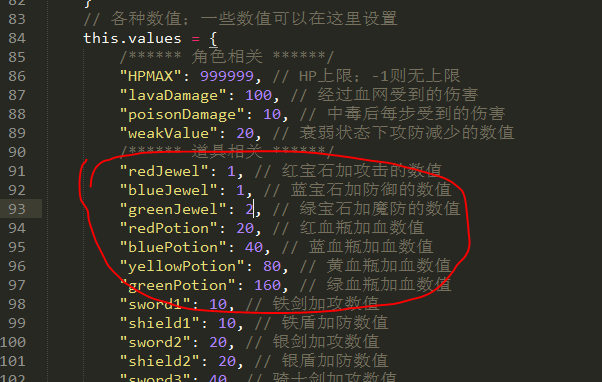 82 }
83 // 各种数值；一些数值可以在这里设置
84 this.values = {
85 /****** 角色相关 ******/
86 "HPMAX": 999999, // HP上限；-1则无上限
87 "lavaDamage": 100, // 经过血网受到的伤害
88 "poisonDamage": 10, // 中毒后每步受到的伤害
89 "weakValue": 20, // 衰弱状态下攻防减少的数值
90 /****** 道具相关 ******/
91 "redJewel": 1, // 红宝石加攻击的数值
92 "blueJewel": 1, // 蓝宝石加防御的数值
93 "greenJewel": 2, // 绿宝石加魔防的数值
94 "redPotion": 20, // 红血瓶加血数值
95 "bluePotion": 40, // 蓝血瓶加血数值
96 "yellowPotion": 80, // 黄血瓶加血数值
97 "greenPotion": 160, // 绿血瓶加血数值
98 "sword1": 10, // 铁剑加攻数值
99 "shield1": 10, // 铁盾加防数值
100 "sword2": 20, // 银剑加攻数值
101 "shield2": 20, // 银盾加防数值
102 "sword3": 40, // 骑士剑加攻数值